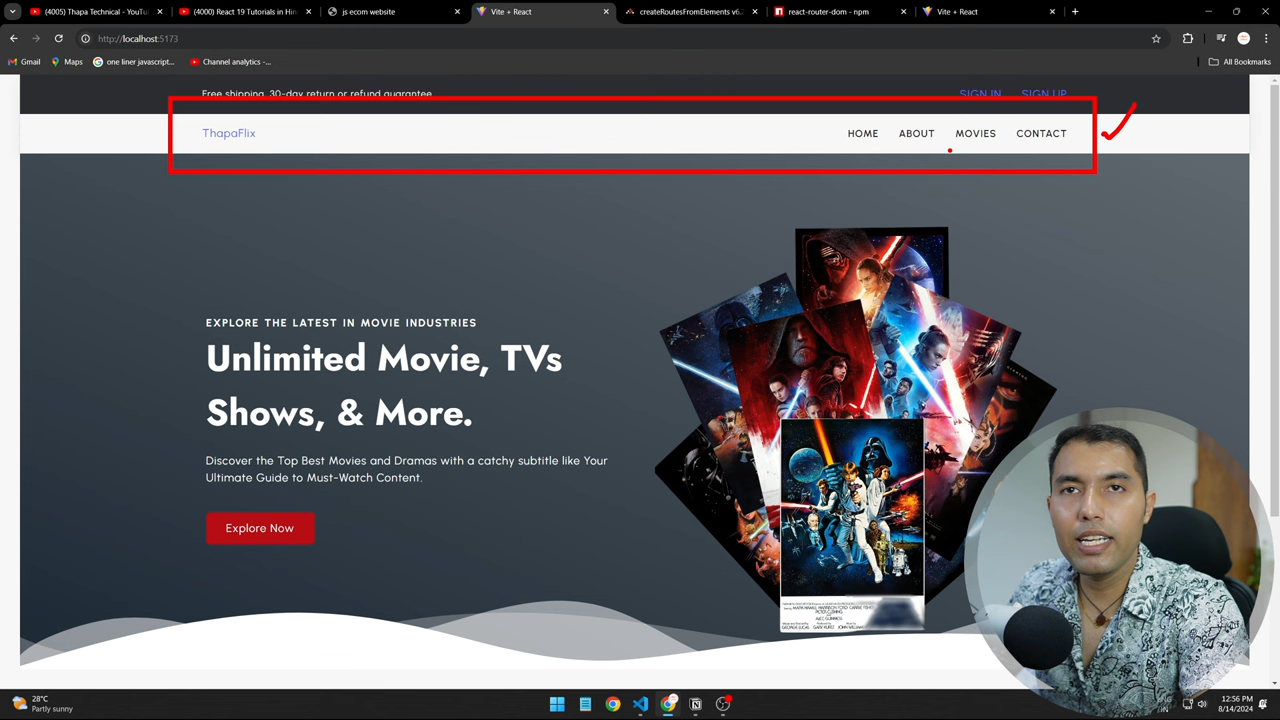 (4005) Thapa Technical - YouTu
(4000) React 19 Tutorials in Hin
js ecom website
Vite + React
createRoutesFromElements v6.
react-router-dom - npm
Vite + React
http://localhost:5173
Gmail
Maps
one liner javascript...
Channel analytics -...
All Bookmarks
Free shipping, 30-day return or refund guarantee.
SIGN IN SIGN UP
ThapaFlix
HOME ABOUT MOVIES CONTACT
EXPLORE THE LATEST IN MOVIE INDUSTRIES
Unlimited Movie, TVs
Shows, & More.
Discover the Top Best Movies and Dramas with a catchy subtitle like Your
Ultimate Guide to Must-Watch Content.
Explore Now
28°C
Partly sunny
IN
12:56 PM
8/14/2024